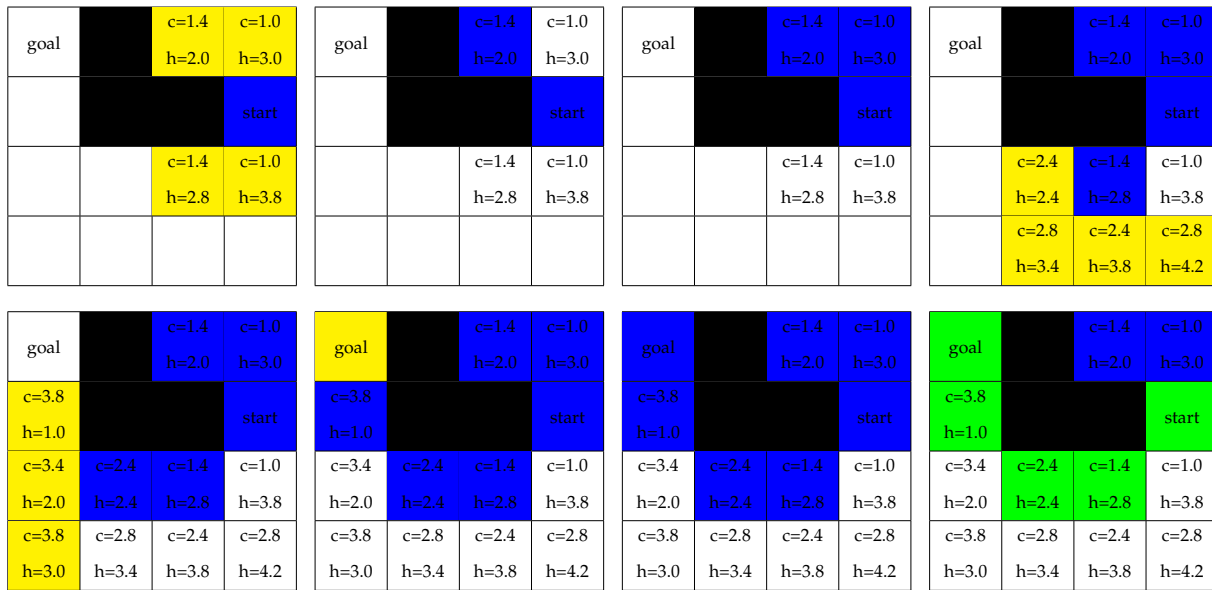 c=1.4 c=1.0
goal
h=2.0 h=3.0
start
c=1.4 c=1.0
h=2.8 h=3.8
c=1.4 c=1.0
goal
h=2.0 h=3.0
start
c=1.4 c=1.0
h=2.8 h=3.8
c=1.4 c=1.0
goal
h=2.0 h=3.0
start
c=1.4 c=1.0
h=2.8 h=3.8
c=1.4 c=1.0
goal
h=2.0 h=3.0
start
c=2.4 c=1.4 c=1.0
h=2.4 h=2.8 h=3.8
c=2.8 c=2.4 c=2.8
h=3.4 h=3.8 h=4.2
c=1.4 c=1.0
goal
h=2.0 h=3.0
c=3.8
start
h=1.0
c=3.4 c=2.4 c=1.4 c=1.0
h=2.0 h=2.4 h=2.8 h=3.8
c=3.8 c=2.8 c=2.4 c=2.8
h=3.0 h=3.4 h=3.8 h=4.2
c=1.4 c=1.0
goal
h=2.0 h=3.0
c=3.8
start
h=1.0
c=3.4 c=2.4 c=1.4 c=1.0
h=2.0 h=2.4 h=2.8 h=3.8
c=3.8 c=2.8 c=2.4 c=2.8
h=3.0 h=3.4 h=3.8 h=4.2
c=1.4 c=1.0
goal
h=2.0 h=3.0
c=3.8
start
h=1.0
c=3.4 c=2.4 c=1.4 c=1.0
h=2.0 h=2.4 h=2.8 h=3.8
c=3.8 c=2.8 c=2.4 c=2.8
h=3.0 h=3.4 h=3.8 h=4.2
c=1.4 c=1.0
goal
h=2.0 h=3.0
c=3.8
start
h=1.0
c=3.4 c=2.4 c=1.4 c=1.0
h=2.0 h=2.4 h=2.8 h=3.8
c=3.8 c=2.8 c=2.4 c=2.8
h=3.0 h=3.4 h=3.8 h=4.2